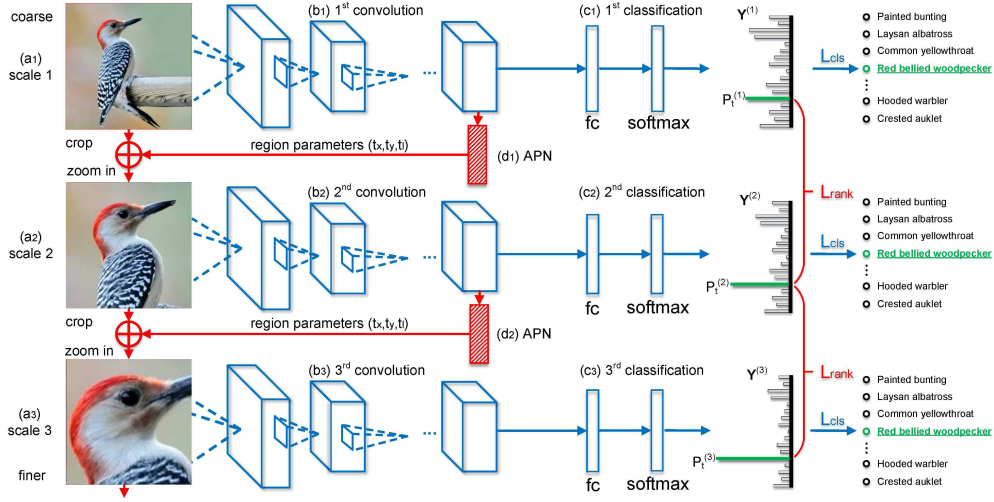 coarse
(a1)
scale 1
(b1) 1st convolution
...
(c1) 1st classification
fc
softmax
Y(1)
Pt(1)
Lcls
Painted bunting
Laysan albatross
Common yellowthroat
Red bellied woodpecker
Hooded warbler
Crested auklet
crop
zoom in
region parameters (tx,ty,tl)
(d1) APN
Lrank
(a2)
scale 2
(b2) 2nd convolution
...
(c2) 2nd classification
fc
softmax
Y(2)
Pt(2)
Lcls
Painted bunting
Laysan albatross
Common yellowthroat
Red bellied woodpecker
Hooded warbler
Crested auklet
crop
zoom in
region parameters (tx,ty,tl)
(d2) APN
Lrank
(a3)
scale 3
finer
(b3) 3rd convolution
...
(c3) 3rd classification
fc
softmax
Y(3)
Pt(3)
Lcls
Painted bunting
Laysan albatross
Common yellowthroat
Red bellied woodpecker
Hooded warbler
Crested auklet